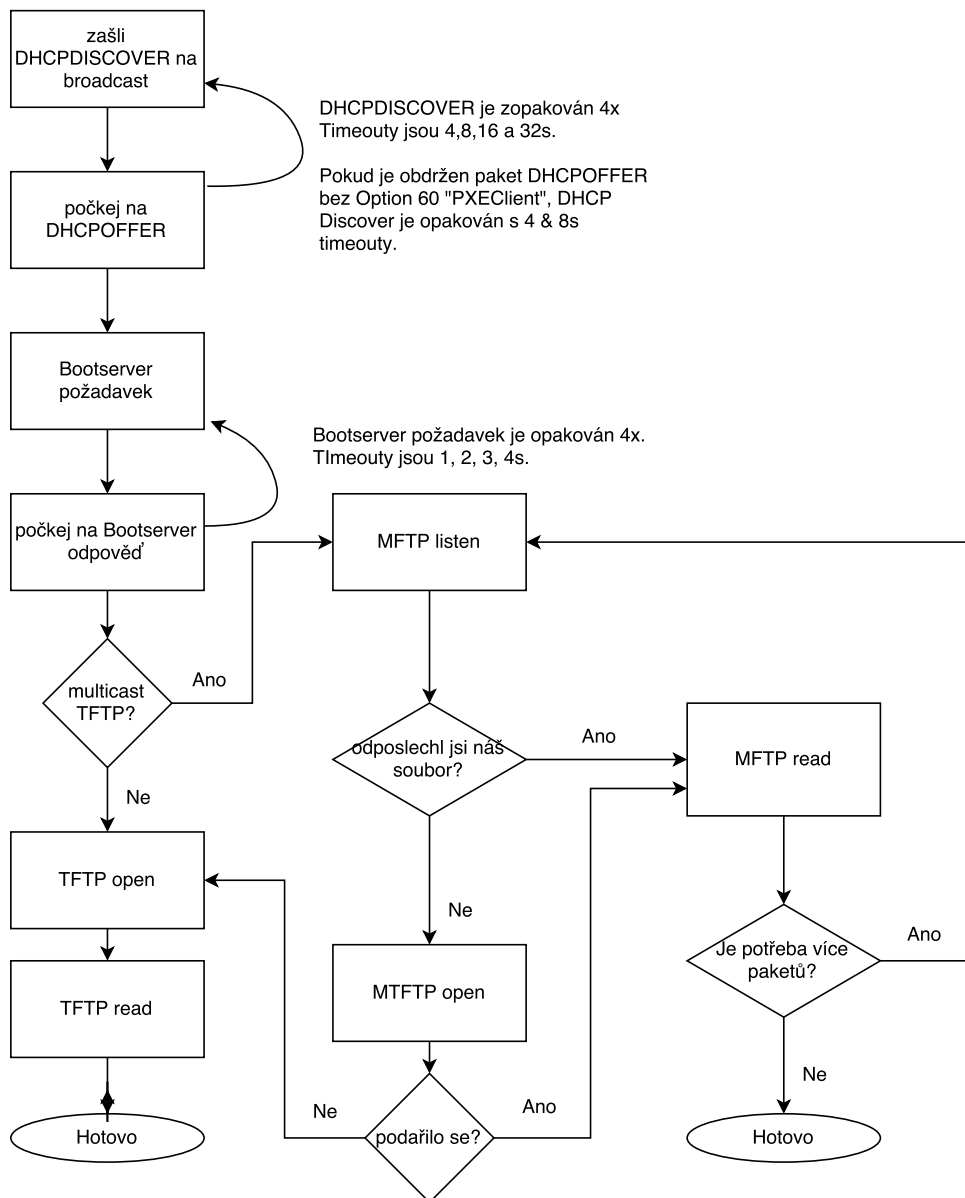 zašli
DHCPDISCOVER na
broadcast
DHCPDISCOVER je zopakován 4x
Timeouty jsou 4,8,16 a 32s.
Pokud je obdržen paket DHCPOFFER
bez Option 60 "PXEClient", DHCP
Discover je opakován s 4 & 8s
timeouty.
počkej na
DHCPOFFER
Bootserver
požadavek
Bootserver požadavek je opakován 4x.
TImeouty jsou 1, 2, 3, 4s.
počkej na Bootserver
odpověď
MFTP listen
multicast
TFTP?
Ano
Ne
odposlechl jsi náš
soubor?
Ano
Ne
MFTP read
TFTP open
TFTP read
Hotovo
MTFTP open
podařilo se?
Ne
Ano
Je potřeba více
paketů?
Ano
Ne
Hotovo